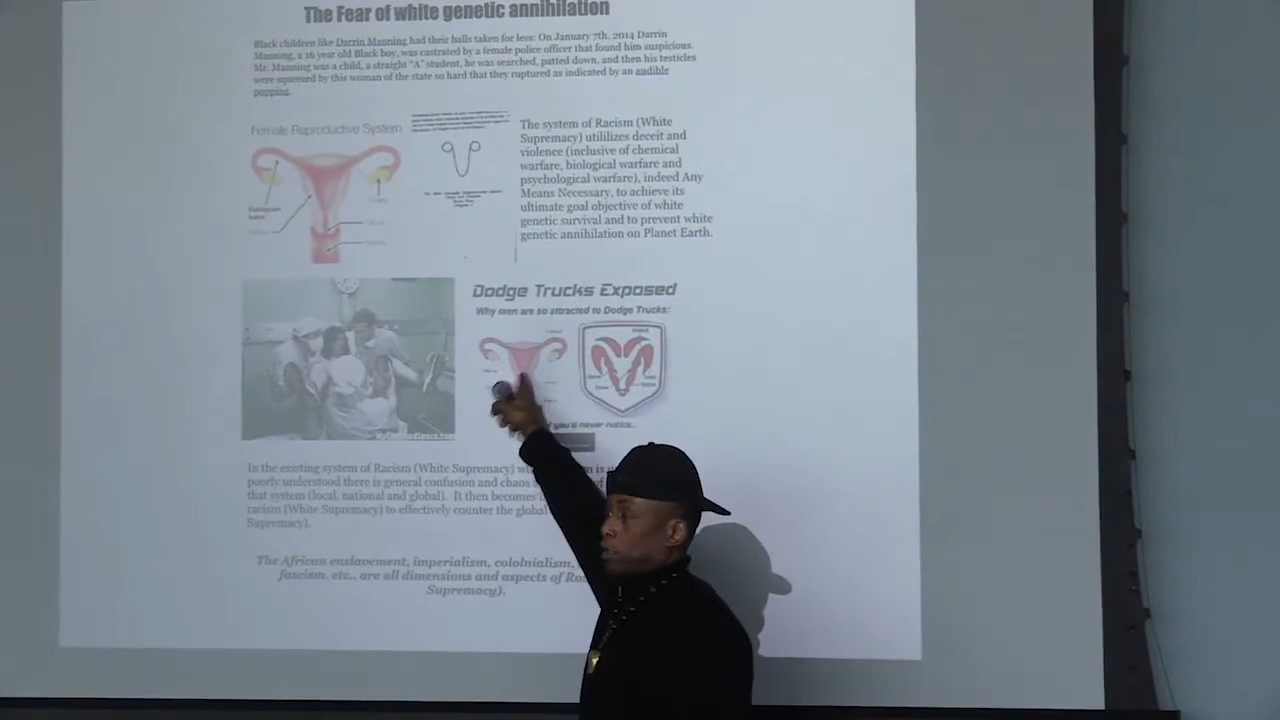 The Fear of white genetic annihilation
Black children like Darrin Manning had their balls taken for less: On January 7th, 2014 Darrin
Manning, a 16 year old Black boy, was castrated by a female police officer that found him suspicious.
Mr. Manning was a child, a straight "A" student, he was searched, patted down, and then his testicles
were squeezed by this woman of the state so hard that they ruptured as indicated by an audible
popping.
Female Reproductive System
Fallopian
The system of Racism (White
Supremacy) utililizes deceit and
violence (inclusive of chemical
warfare, biological warfare and
psychological warfare), indeed Any
Means Necessary, to achieve its
ultimate goal objective of white
genetic survival and to prevent white
genetic annihilation on Planet Earth.
Dodge Trucks Exposed
Why men are so attracted to Dodge Trucks:
you'd never notice...
In the existing system of Racism (White Supremacy) is
poorly understood there is general confusion and chaos
that system (local, national and global). It then becomes
racism (White Supremacy) to effectively counter the global
Supremacy).
The African enslavement, imperialism, cololnialism,
fascism, etc., are all dimensions and aspects of
Supremacy).